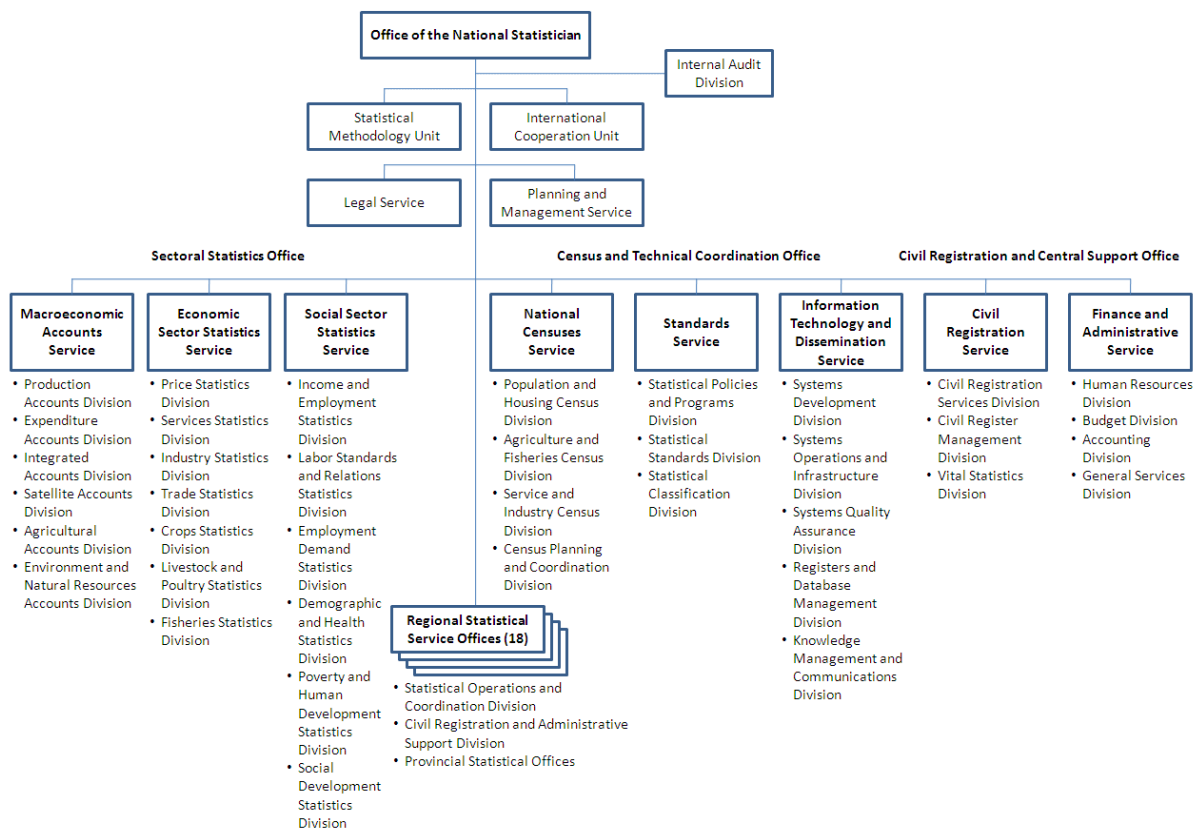 Office of the National Statistician
Internal Audit
Division
Statistical
Methodology Unit
International
Cooperation Unit
Legal Service
Planning and
Management Service
Sectoral Statistics Office
Census and Technical Coordination Office
Civil Registration and Central Support Office
Macroeconomic
Accounts
Service
• Production
Accounts Division
• Expenditure
Accounts Division
• Integrated
Accounts Division
• Satellite Accounts
Division
• Agricultural
Accounts Division
• Environment and
Natural Resources
Accounts Division
Economic
Sector Statistics
Service
• Price Statistics
Division
• Services Statistics
Division
• Industry Statistics
Division
• Trade Statistics
Division
• Crops Statistics
Division
• Livestock and
Poultry Statistics
Division
• Fisheries Statistics
Division
Social Sector
Statistics
Service
• Income and
Employment
Statistics
Division
• Labor Standards
and Relations
Statistics
Division
• Employment
Demand
Statistics
Division
• Demographic
and Health
Statistics
Division
• Poverty and
Human
Development
Statistics
Division
• Social
Development
Statistics
Division
National
Censuses
Service
• Population and
Housing Census
Division
• Agriculture and
Fisheries Census
Division
• Service and
Industry Census
Division
• Census Planning
and Coordination
Division
Standards
Service
• Statistical Policies
and Programs
Division
• Statistical
Standards Division
• Statistical
Classification
Division
Information
Technology and
Dissemination
Service
• Systems
Development
Division
• Systems
Operations and
Infrastructure
Division
• Systems Quality
Assurance
Division
• Registers and
Database
Management
Division
• Knowledge
Management and
Communications
Division
Civil
Registration
Service
• Civil Registration
Services Division
• Civil Register
Management
Division
• Vital Statistics
Division
Finance and
Administrative
Service
• Human Resources
Division
• Budget Division
• Accounting
Division
• General Services
Division
Regional Statistical
Service Offices (18)
• Statistical Operations and
Coordination Division
• Civil Registration and Administrative
Support Division
• Provincial Statistical Offices